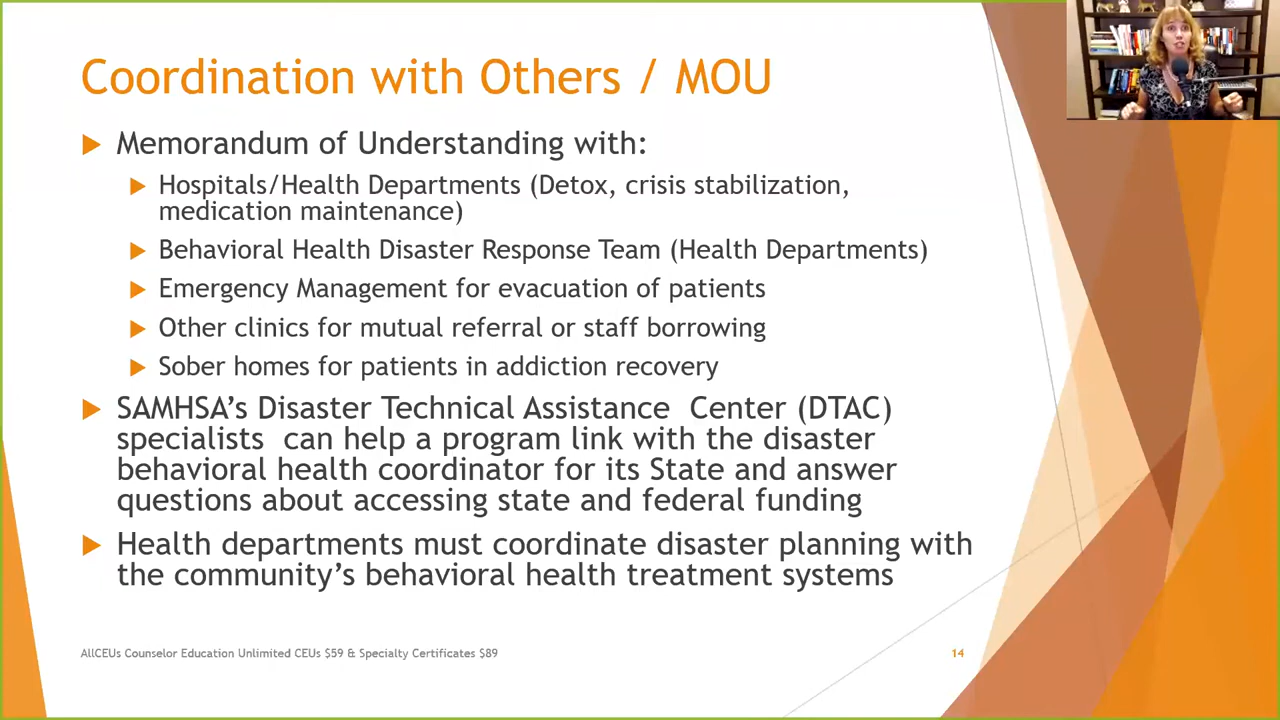 Coordination with Others / MOU
Memorandum of Understanding with:
Hospitals/Health Departments (Detox, crisis stabilization,
medication maintenance)
Behavioral Health Disaster Response Team (Health Departments)
Emergency Management for evacuation of patients
Other clinics for mutual referral or staff borrowing
Sober homes for patients in addiction recovery
SAMHSA’s Disaster Technical Assistance  Center (DTAC)
specialists  can help a program link with the disaster
behavioral health coordinator for its State and answer
questions about accessing state and federal funding
Health departments must coordinate disaster planning with
the community’s behavioral health treatment systems
AllCEUs Counselor Education Unlimited CEUs $59 & Specialty Certificates $89
14